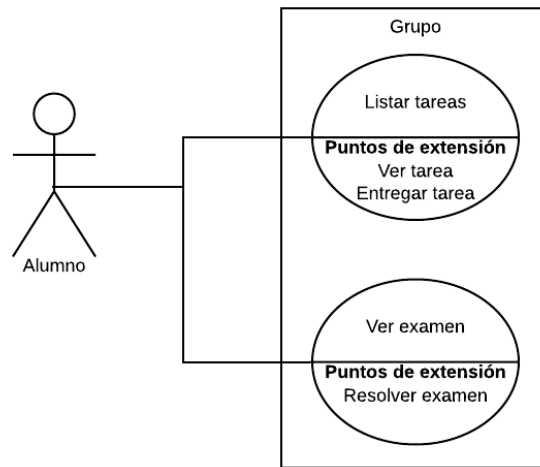 Grupo
Listar tareas
Puntos de extensión
Ver tarea
Entregar tarea
Alumno
Ver examen
Puntos de extensión
Resolver examen